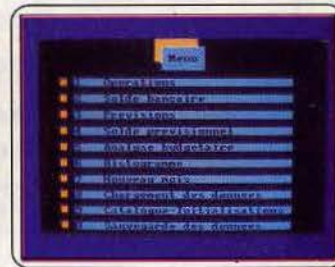 Menu
Operations
Solde bancaire
Previsions
Solde previsionnel
Analyse budgetaire
Histogramme
Nouveau mois
Chargement des donnees
Catalogue-Initialisations
Sauvegarde des donnees